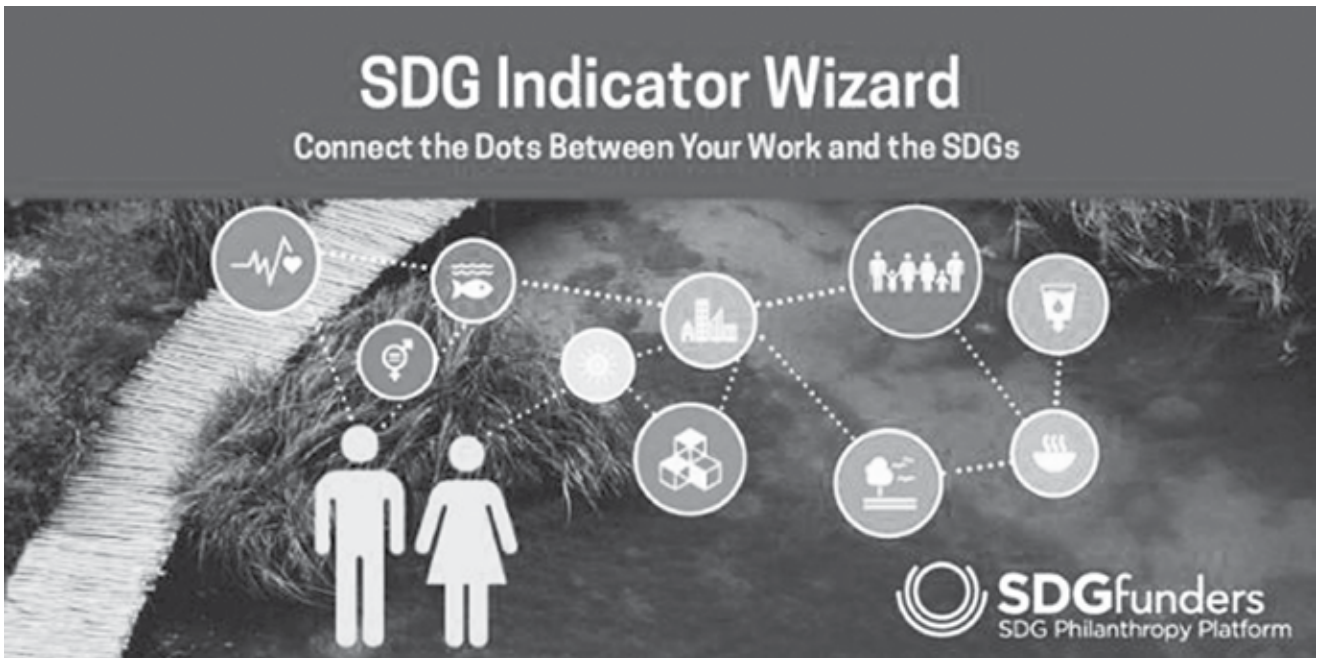 SDG Indicator Wizard
Connect the Dots Between Your Work and the SDGs
SDGfunders
SDG Philanthropy Platform